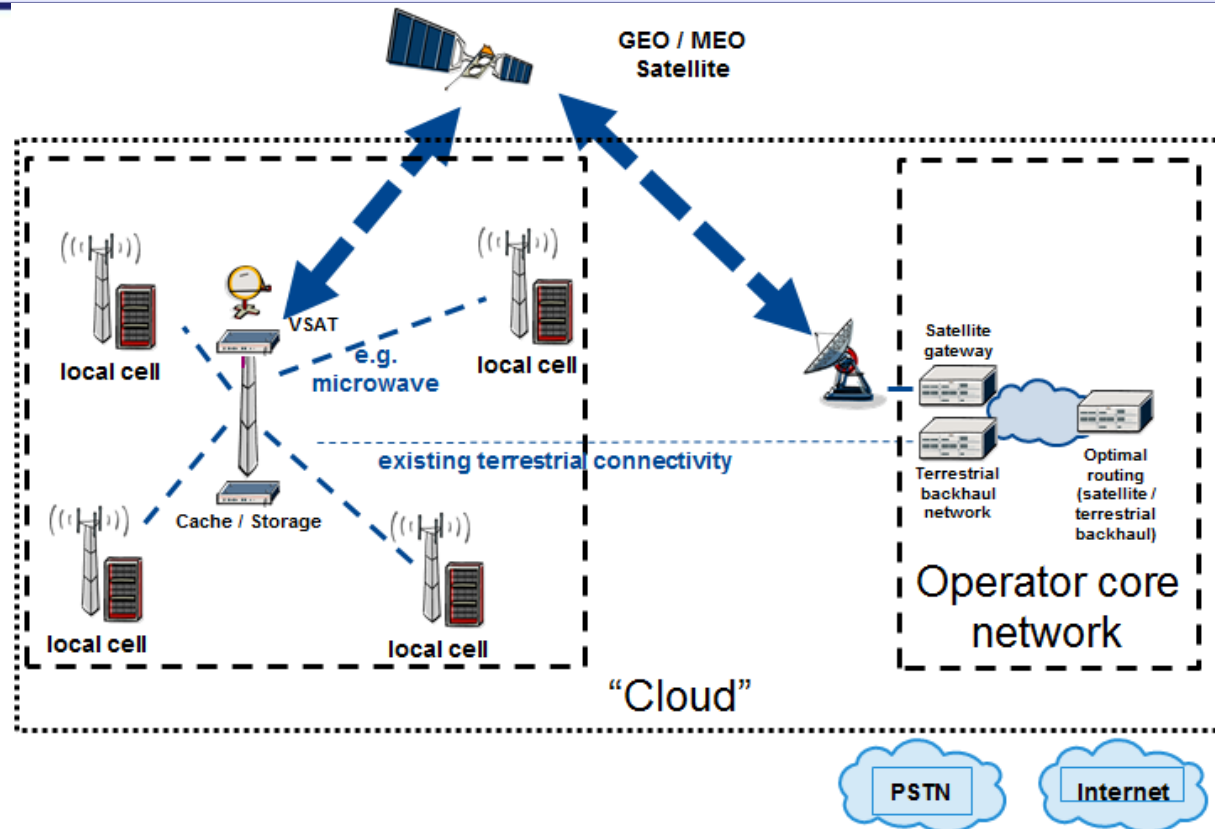 GEO / MEO
Satellite
VSAT
local cell
e.g.
microwave
local cell
existing terrestrial connectivity
Cache / Storage
local cell
local cell
Satellite
gateway
Terrestrial
backhaul
network
Optimal
routing
(satellite /
terrestrial
backhaul)
Operator core
network
“Cloud”
PSTN
Internet